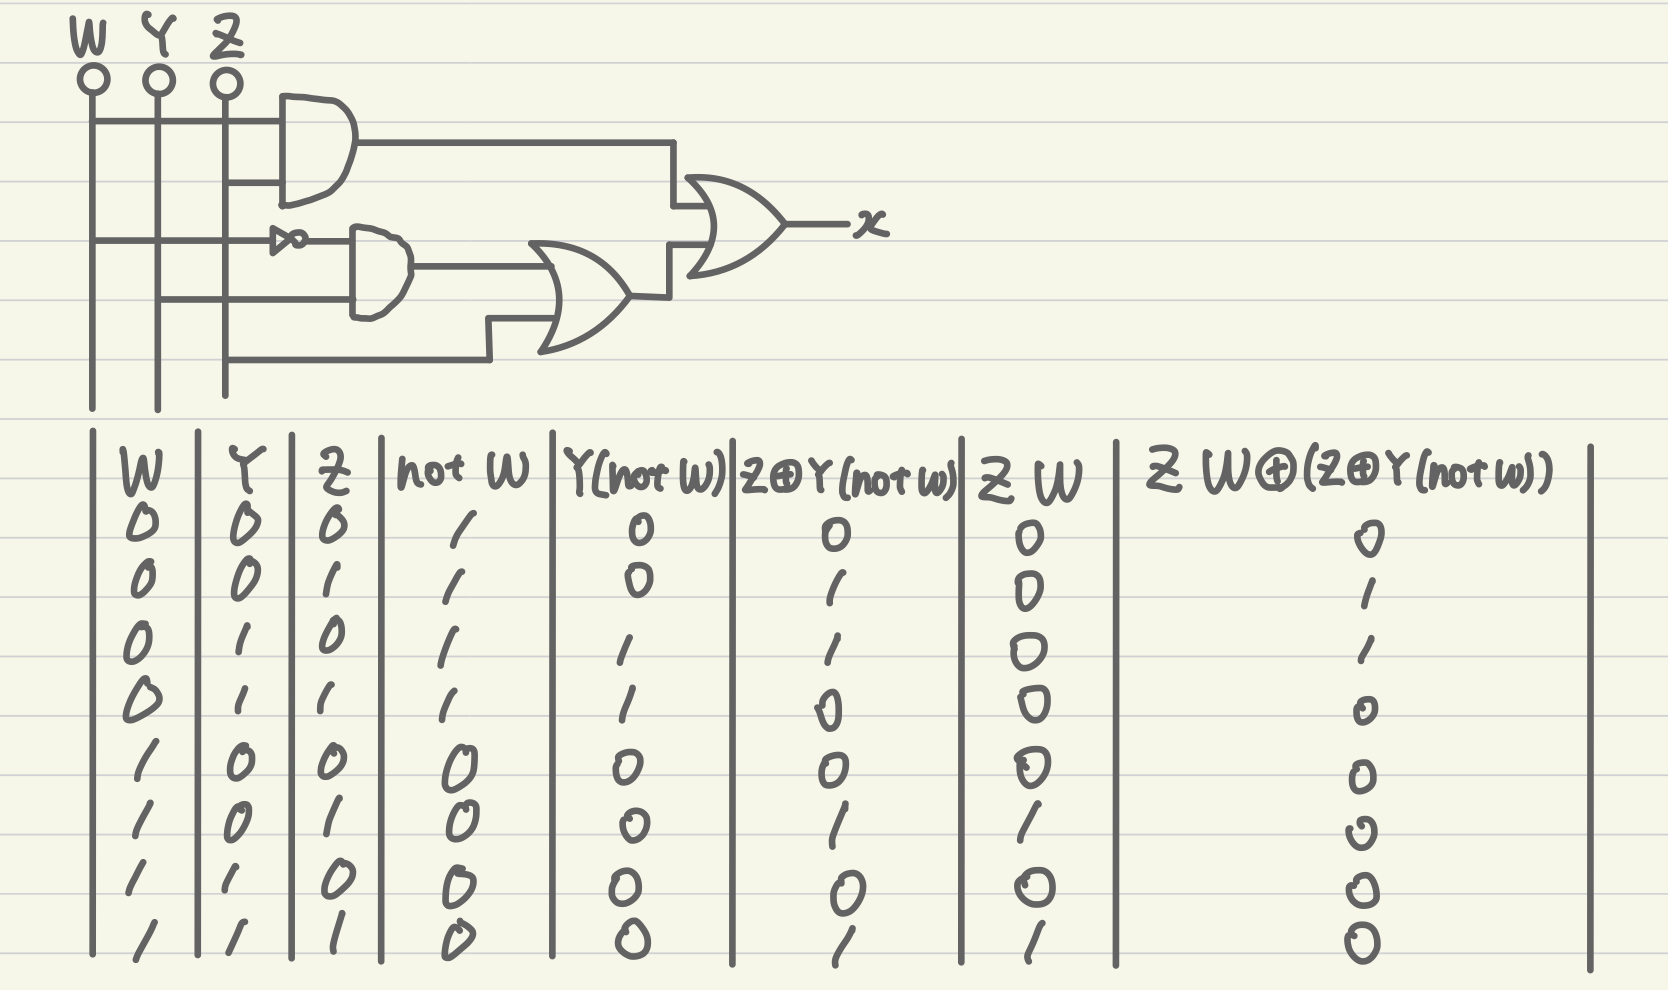 W Y Z
x
W Y Z not W Y(not W) Z⊕Y(not w) Z W Z W⊕(Z⊕Y(not w))
0 0 0 1 0 0 0 0
0 0 1 1 0 1 0 1
0 1 0 1 1 1 0 1
0 1 1 1 1 0 0 0
1 0 0 0 0 0 0 0
1 0 1 0 0 1 1 0
1 1 0 0 0 0 0 0
1 1 1 0 0 1 1 0